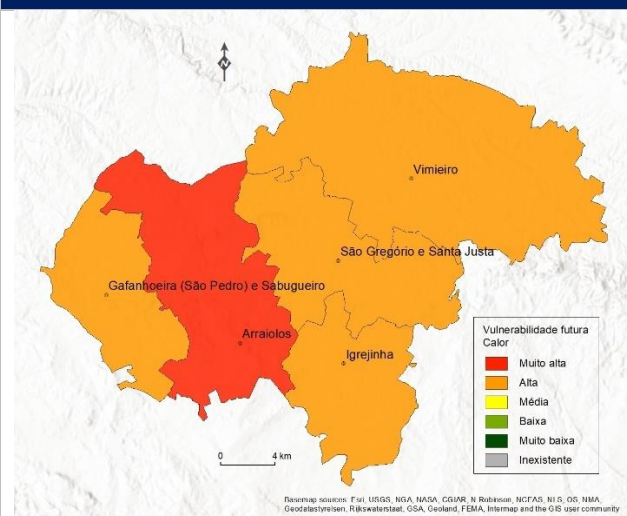 N
Vimieiro
São Gregório e Santa Justa
Gafanhoeira (São Pedro) e Sabugueiro
Arraiolos
Igrejinha
Vulnerabilidade futura
Calor
Muito alta
Alta
Média
Baixa
Muito baixa
Inexistente
0 4 km
Basemap sources: Esri, USGS, NGA, NASA, CGIAR, N Robinson, NCEAS, NLS, OS, NMA,
Geodatastyrelsen, Rijkswaterstaat, GSA, Geoland, FEMA, Intermap and the GIS user community